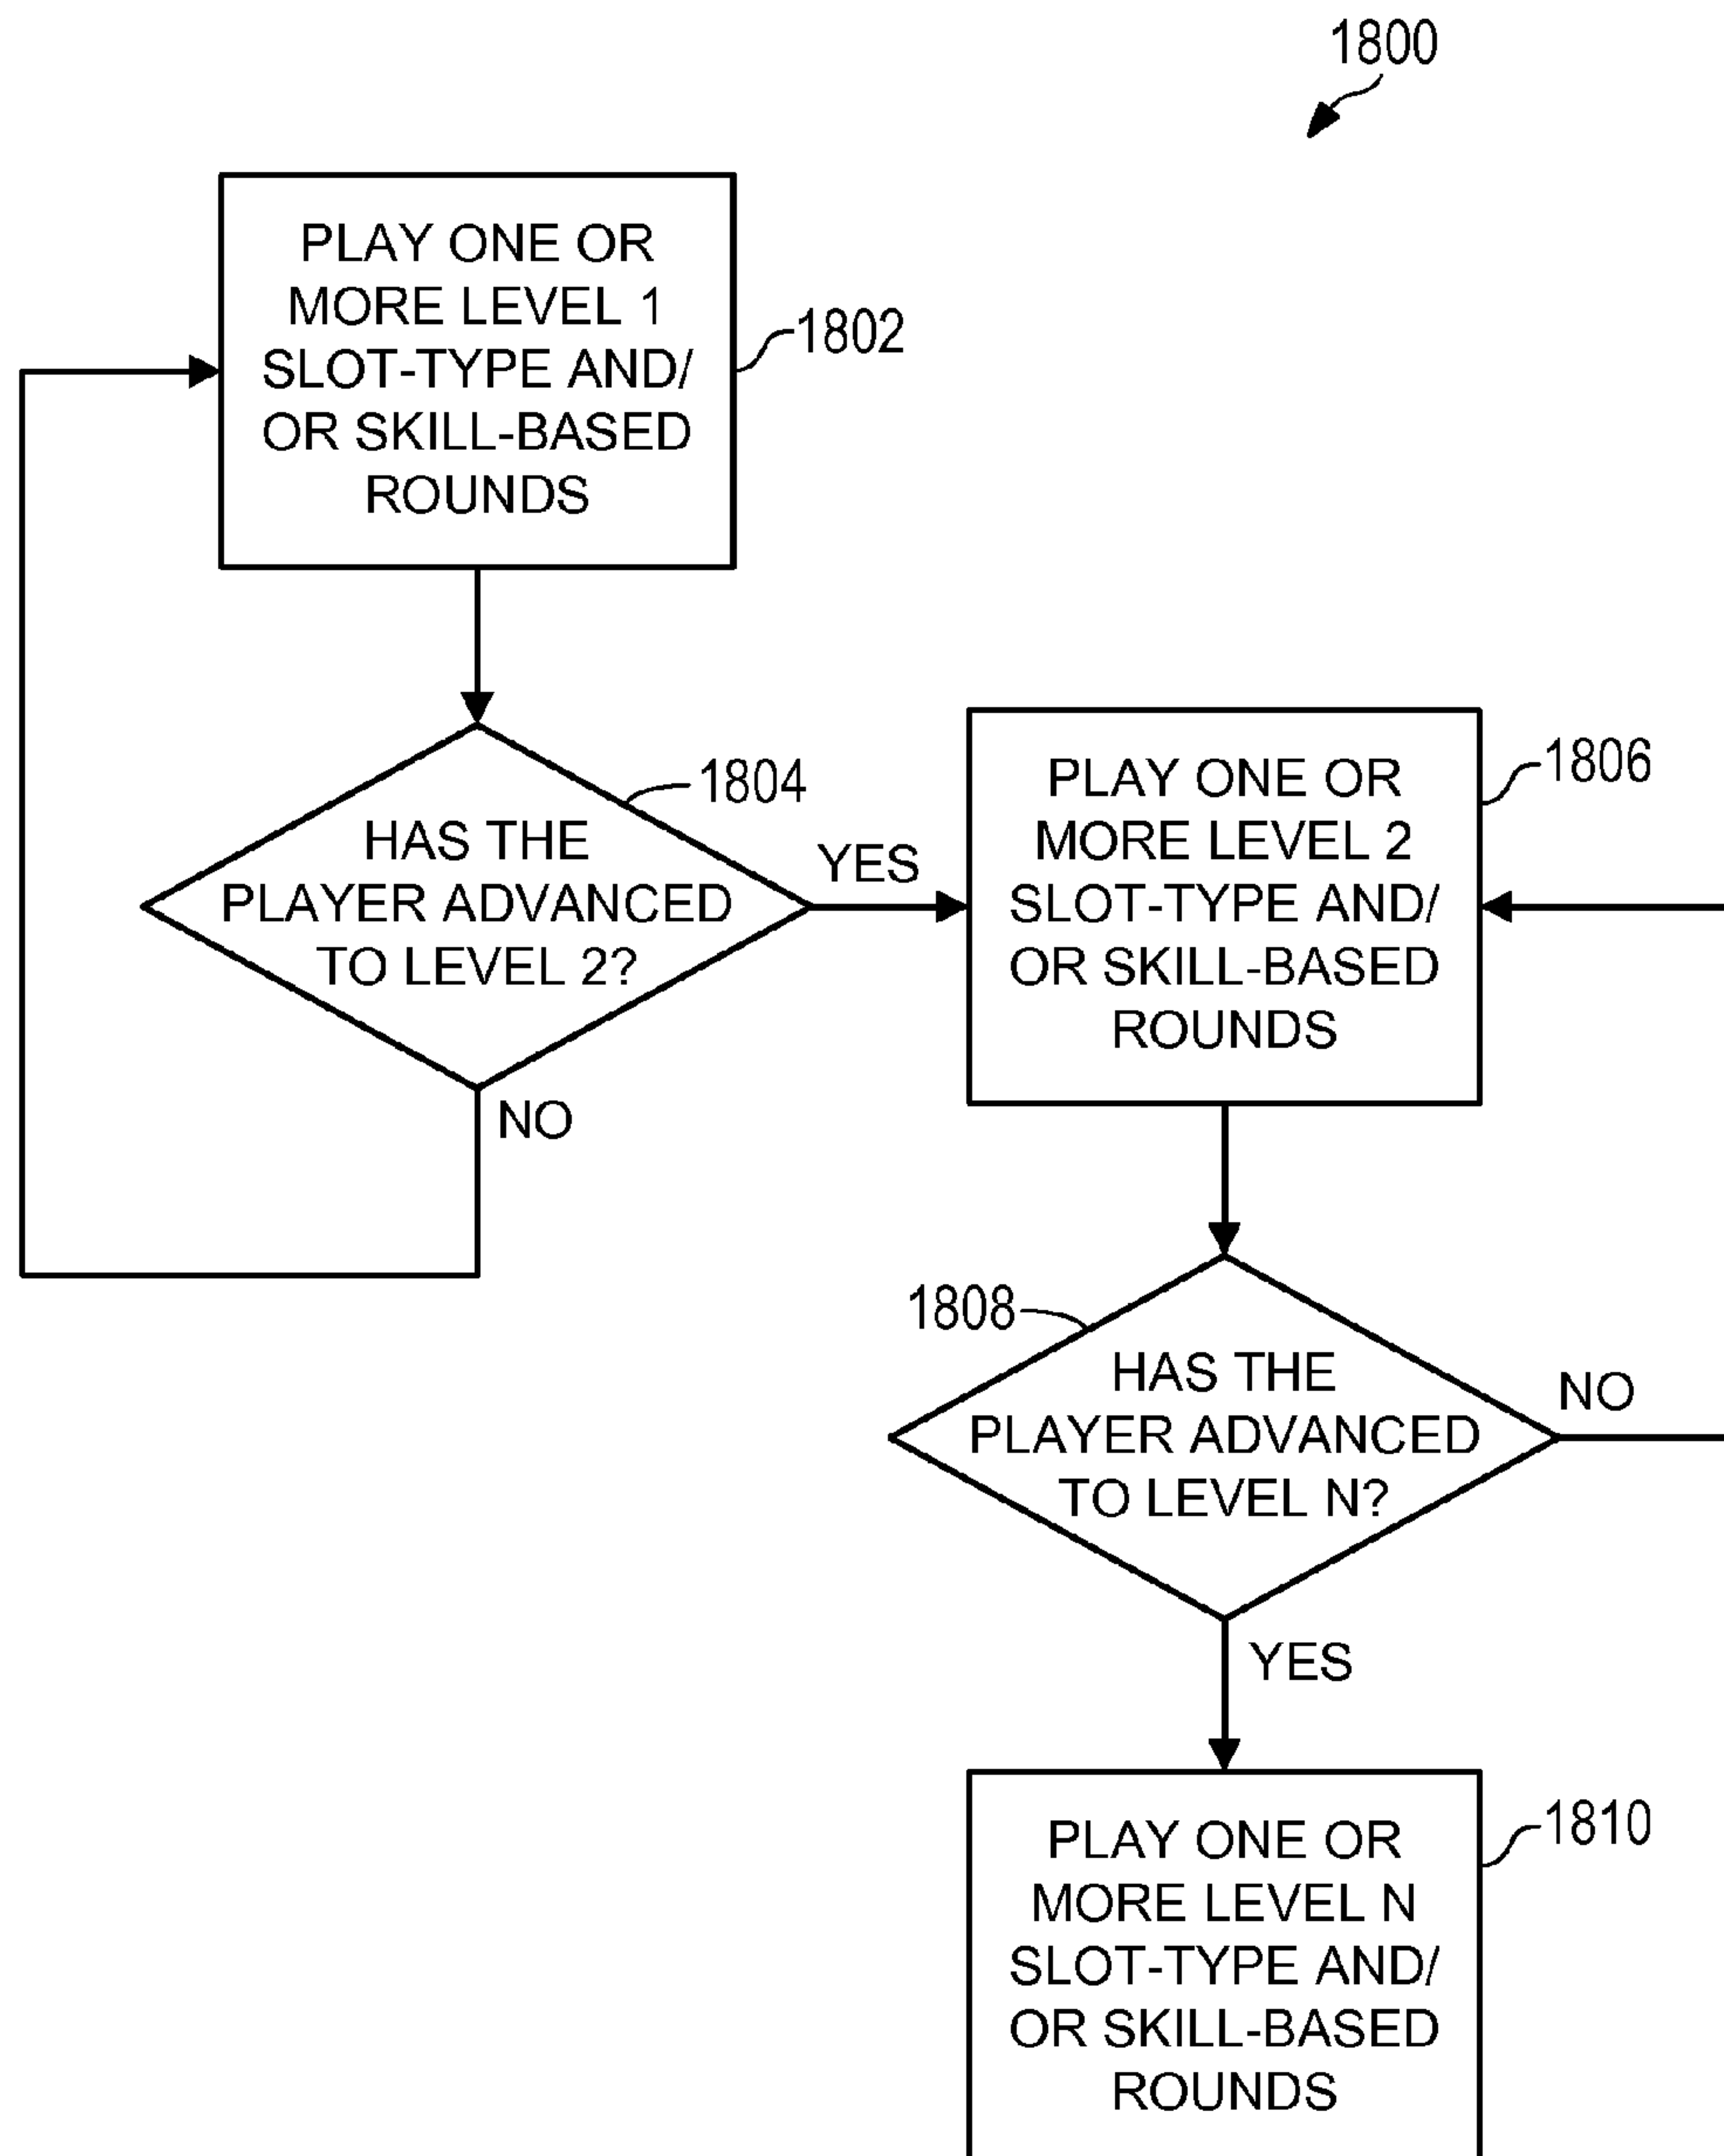 1800
PLAY ONE OR
MORE LEVEL 1
SLOT-TYPE AND/
OR SKILL-BASED
ROUNDS
1802
1804
HAS THE
PLAYER ADVANCED
TO LEVEL 2?
YES
NO
PLAY ONE OR
MORE LEVEL 2
SLOT-TYPE AND/
OR SKILL-BASED
ROUNDS
1806
1808
HAS THE
PLAYER ADVANCED
TO LEVEL N?
NO
YES
PLAY ONE OR
MORE LEVEL N
SLOT-TYPE AND/
OR SKILL-BASED
ROUNDS
1810